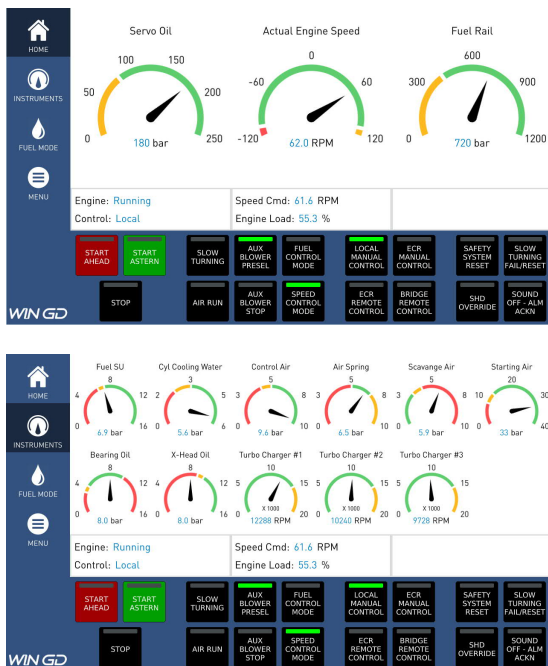 HOME
INSTRUMENTS
FUEL MODE
MENU
WIN GD
Servo Oil
0 50 100 150 200 250
180 bar
Actual Engine Speed
-120 -60 0 60 120
62.0 RPM
Fuel Rail
0 300 600 900 1200
720 bar
Engine: Running
Control: Local
Speed Cmd: 61.6 RPM
Engine Load: 55.3 %
START
AHEAD
START
ASTERN
SLOW
TURNING
AUX
BLOWER
PRESEL
FUEL
CONTROL
MODE
LOCAL
MANUAL
CONTROL
ECR
MANUAL
CONTROL
SAFETY
SYSTEM
RESET
SLOW
TURNING
FAIL/RESET
STOP
AIR RUN
AUX
BLOWER
STOP
SPEED
CONTROL
MODE
ECR
REMOTE
CONTROL
BRIDGE
REMOTE
CONTROL
SHD
OVERRIDE
SOUND
OFF - ALM
ACKN
HOME
INSTRUMENTS
FUEL MODE
MENU
WIN GD
Fuel SU
0 4 8 12 16
6.9 bar
Cyl Cooling Water
0 2 3 5 6
5.6 bar
Control Air
0 3 5 8 10
9.6 bar
Air Spring
0 3 5 8 10
6.5 bar
Scavange Air
0 3 5 8 10
5.9 bar
Starting Air
0 10 20 30 40
33 bar
Bearing Oil
0 4 8 12 16
8.0 bar
X-Head Oil
0 4 8 12 16
8.0 bar
Turbo Charger #1
0 5 10 15 20
X 1000
12288 RPM
Turbo Charger #2
0 5 10 15 20
X 1000
10240 RPM
Turbo Charger #3
0 5 10 15 20
X 1000
9728 RPM
Engine: Running
Control: Local
Speed Cmd: 61.6 RPM
Engine Load: 55.3 %
START
AHEAD
START
ASTERN
SLOW
TURNING
AUX
BLOWER
PRESEL
FUEL
CONTROL
MODE
LOCAL
MANUAL
CONTROL
ECR
MANUAL
CONTROL
SAFETY
SYSTEM
RESET
SLOW
TURNING
FAIL/RESET
STOP
AIR RUN
AUX
BLOWER
STOP
SPEED
CONTROL
MODE
ECR
REMOTE
CONTROL
BRIDGE
REMOTE
CONTROL
SHD
OVERRIDE
SOUND
OFF - ALM
ACKN